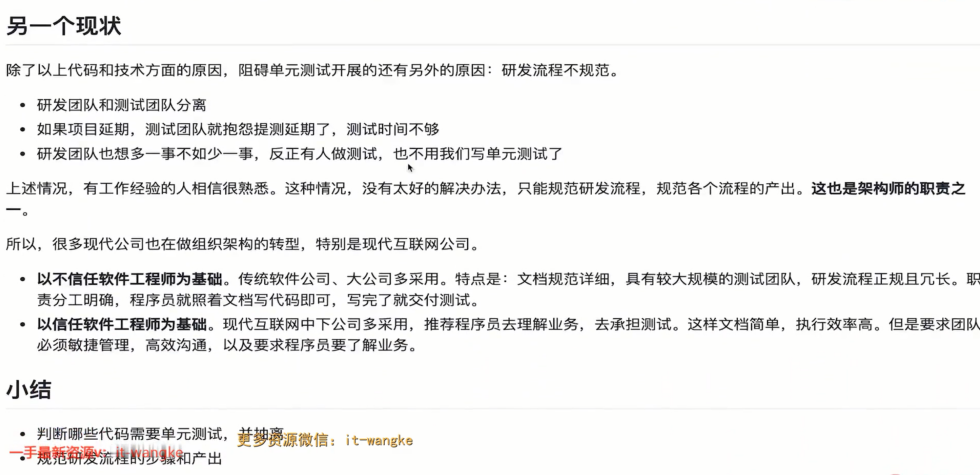 另一个现状
除了以上代码和技术方面的原因，阻碍单元测试开展的还有另外的原因：研发流程不规范。
研发团队和测试团队分离
如果项目延期，测试团队就抱怨提测延期了，测试时间不够
研发团队也想多一事不如少一事，反正有人做测试，也不用我们写单元测试了
上述情况，有工作经验的人相信很熟悉。这种情况，没有太好的解决办法，只能规范研发流程，规范各个流程的产出。这也是架构师的职责之
一。
所以，很多现代公司也在做组织架构的转型，特别是现代互联网公司。
以不信任软件工程师为基础。传统软件公司、大公司多采用。特点是：文档规范详细，具有较大规模的测试团队，研发流程正规且冗长。职
责分工明确，程序员就照着文档写代码即可，写完了就交付测试。
以信任软件工程师为基础。现代互联网中下公司多采用，推荐程序员去理解业务，去承担测试。这样文档简单，执行效率高。但是要求团队
必须敏捷管理，高效沟通，以及要求程序员要了解业务。
小结
判断哪些代码需要单元测试，并抽离
更多资源微信：it-wangke
一手最新资源v: it-wangke
规范研发流程的步骤和产出